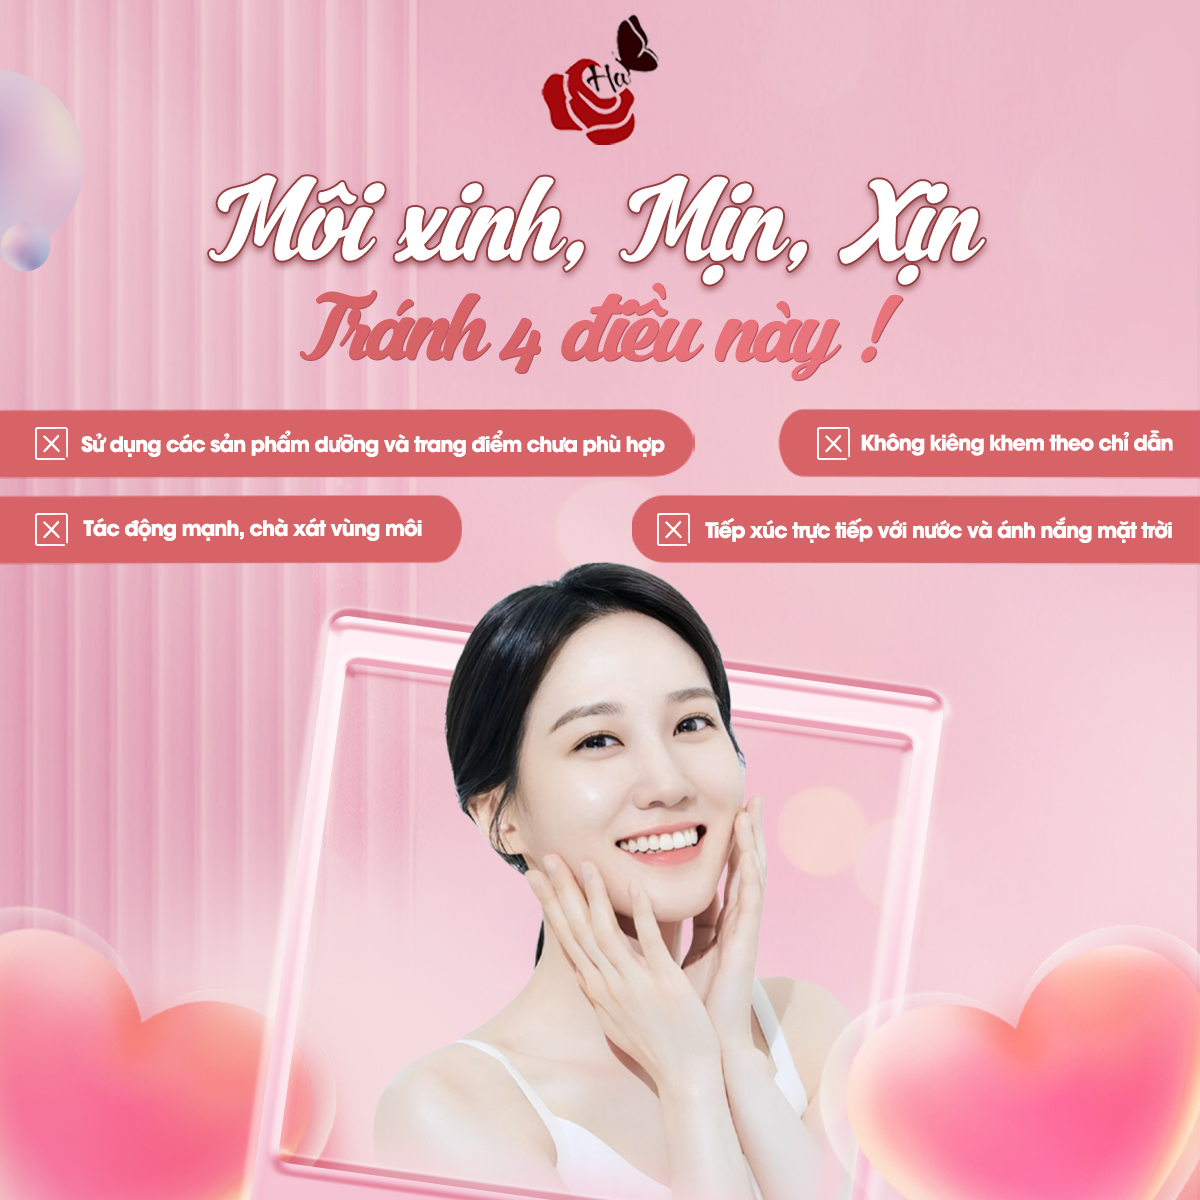 Ha
Môi xinh, Mịn, Xịn
Tránh 4 điều này !
Sử dụng các sản phẩm dưỡng và trang điểm chưa phù hợp
Không kiêng khem theo chỉ dẫn
Tác động mạnh, chà xát vùng môi
Tiếp xúc trực tiếp với nước và ánh nắng mặt trời